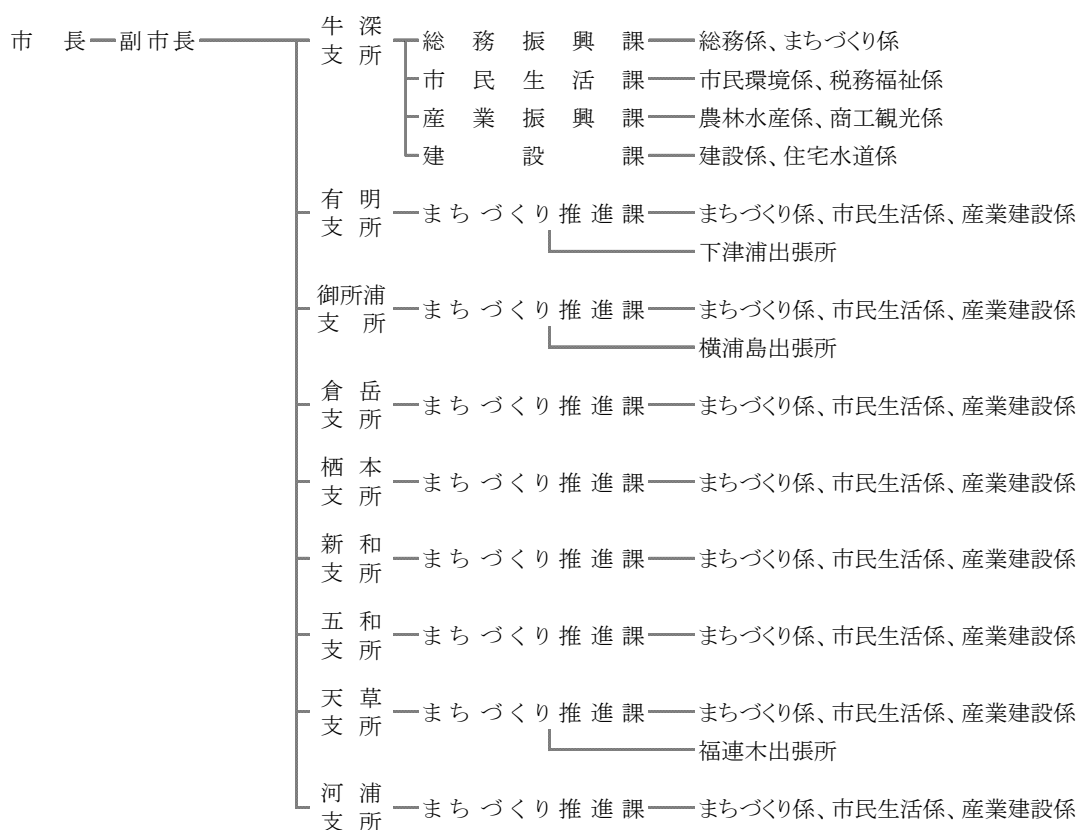 市長 副市長 牛深支所 総務振興課 総務係、まちづくり係
市民生活課 市民環境係、税務福祉係
産業振興課 農林水産係、商工観光係
建設課 建設係、住宅水道係
有明支所 まちづくり推進課 まちづくり係、市民生活係、産業建設係
下津浦出張所
御所浦支所 まちづくり推進課 まちづくり係、市民生活係、産業建設係
横浦島出張所
倉岳支所 まちづくり推進課 まちづくり係、市民生活係、産業建設係
栖本支所 まちづくり推進課 まちづくり係、市民生活係、産業建設係
新和支所 まちづくり推進課 まちづくり係、市民生活係、産業建設係
五和支所 まちづくり推進課 まちづくり係、市民生活係、産業建設係
天草支所 まちづくり推進課 まちづくり係、市民生活係、産業建設係
福連木出張所
河浦支所 まちづくり推進課 まちづくり係、市民生活係、産業建設係